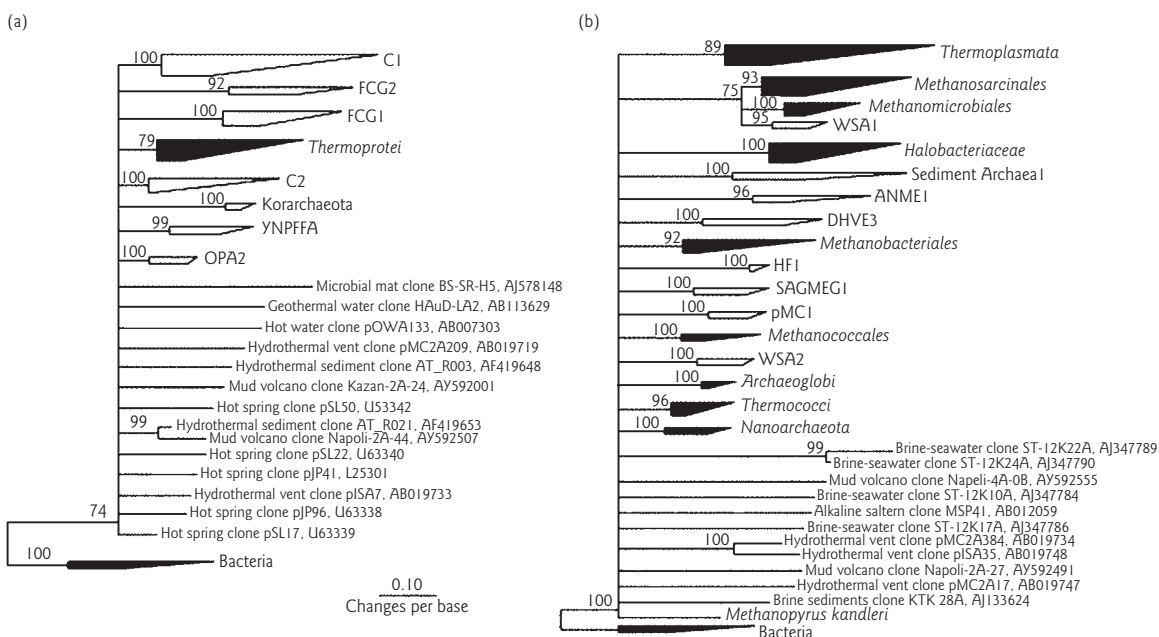 (a)
100
C1
92
FCG2
100
FCG1
79
Thermoprotei
100
C2
100
Korarchaeota
99
YNPFFA
100
OPA2
Microbial mat clone BS-SR-H5, AJ578148
Geothermal water clone HAuD-LA2, AB113629
Hot water clone pOWA133, AB007303
Hydrothermal vent clone pMC2A209, AB019719
Hydrothermal sediment clone AT_R003, AF419648
Mud volcano clone Kazan-2A-24, AY592001
Hot spring clone pSL50, U53342
99
Hydrothermal sediment clone AT_R021, AF419653
Mud volcano clone Napoli-2A-44, AY592507
Hot spring clone pSL22, U63340
Hot spring clone pJP41, L25301
Hydrothermal vent clone pISA7, AB019733
Hot spring clone pJP96, U63338
74
Hot spring clone pSL17, U63339
100
Bacteria
0.10
Changes per base
(b)
89
Thermoplasmata
93
Methanosarcinales
75
100
Methanomicrobiales
95
WSA1
100
Halobacteriaceae
100
Sediment Archaea1
96
ANME1
100
DHVE3
92
Methanobacteriales
100
HF1
100
SAGMEG1
100
pMC1
100
Methanococcales
100
WSA2
100
Archaeoglobi
96
Thermococci
100
Nanoarchaeota
99
Brine-seawater clone ST-12K22A, AJ347789
Brine-seawater clone ST-12K24A, AJ347790
Mud volcano clone Napeli-4A-0B, AY592555
Brine-seawater clone ST-12K10A, AJ347784
Alkaline saltern clone MSP41, AB012059
Brine-seawater clone ST-12K17A, AJ347786
100
Hydrothermal vent clone pMC2A384, AB019734
Hydrothermal vent clone pISA35, AB019748
Mud volcano clone Napoli-2A-27, AY592491
Hydrothermal vent clone pMC2A17, AB019747
Brine sediments clone KTK 28A, AJ133624
100
Methanopyrus kandleri
Bacteria